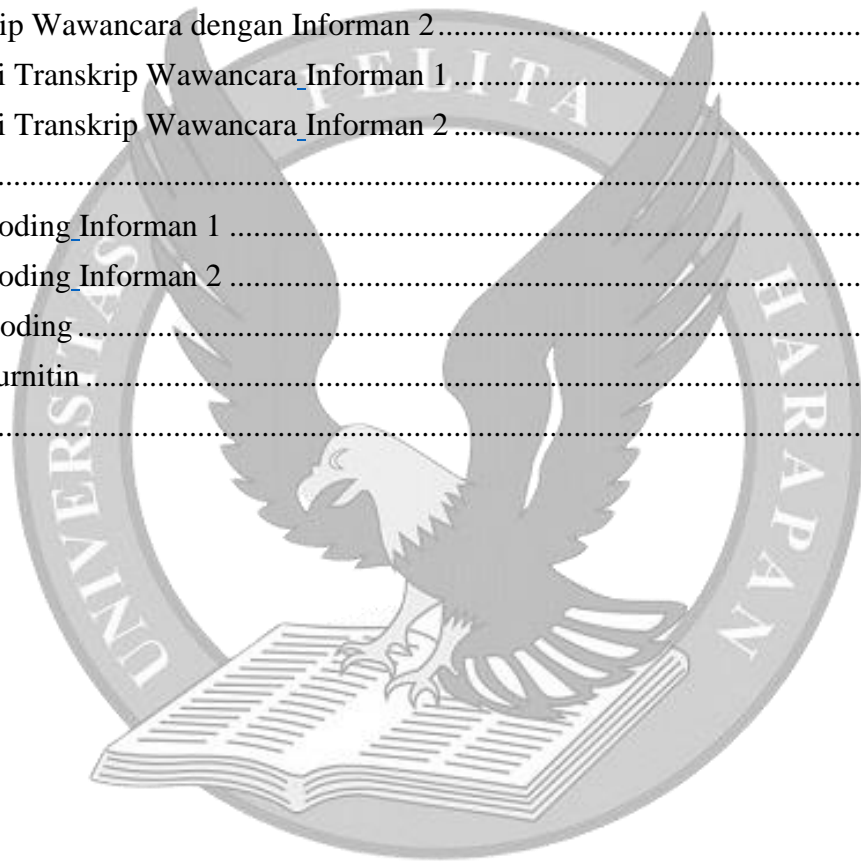 ip Wawancara dengan Informan 2........................................................
i Transkrip Wawancara Informan 1......................................................
i Transkrip Wawancara Informan 2......................................................
................................................................................................................
oding Informan 1 ..................................................................................
oding Informan 2 ..................................................................................
oding......................................................................................................
urnitin.....................................................................................................
................................................................................................................
UNIVERSITAS PELITA HARAPAN